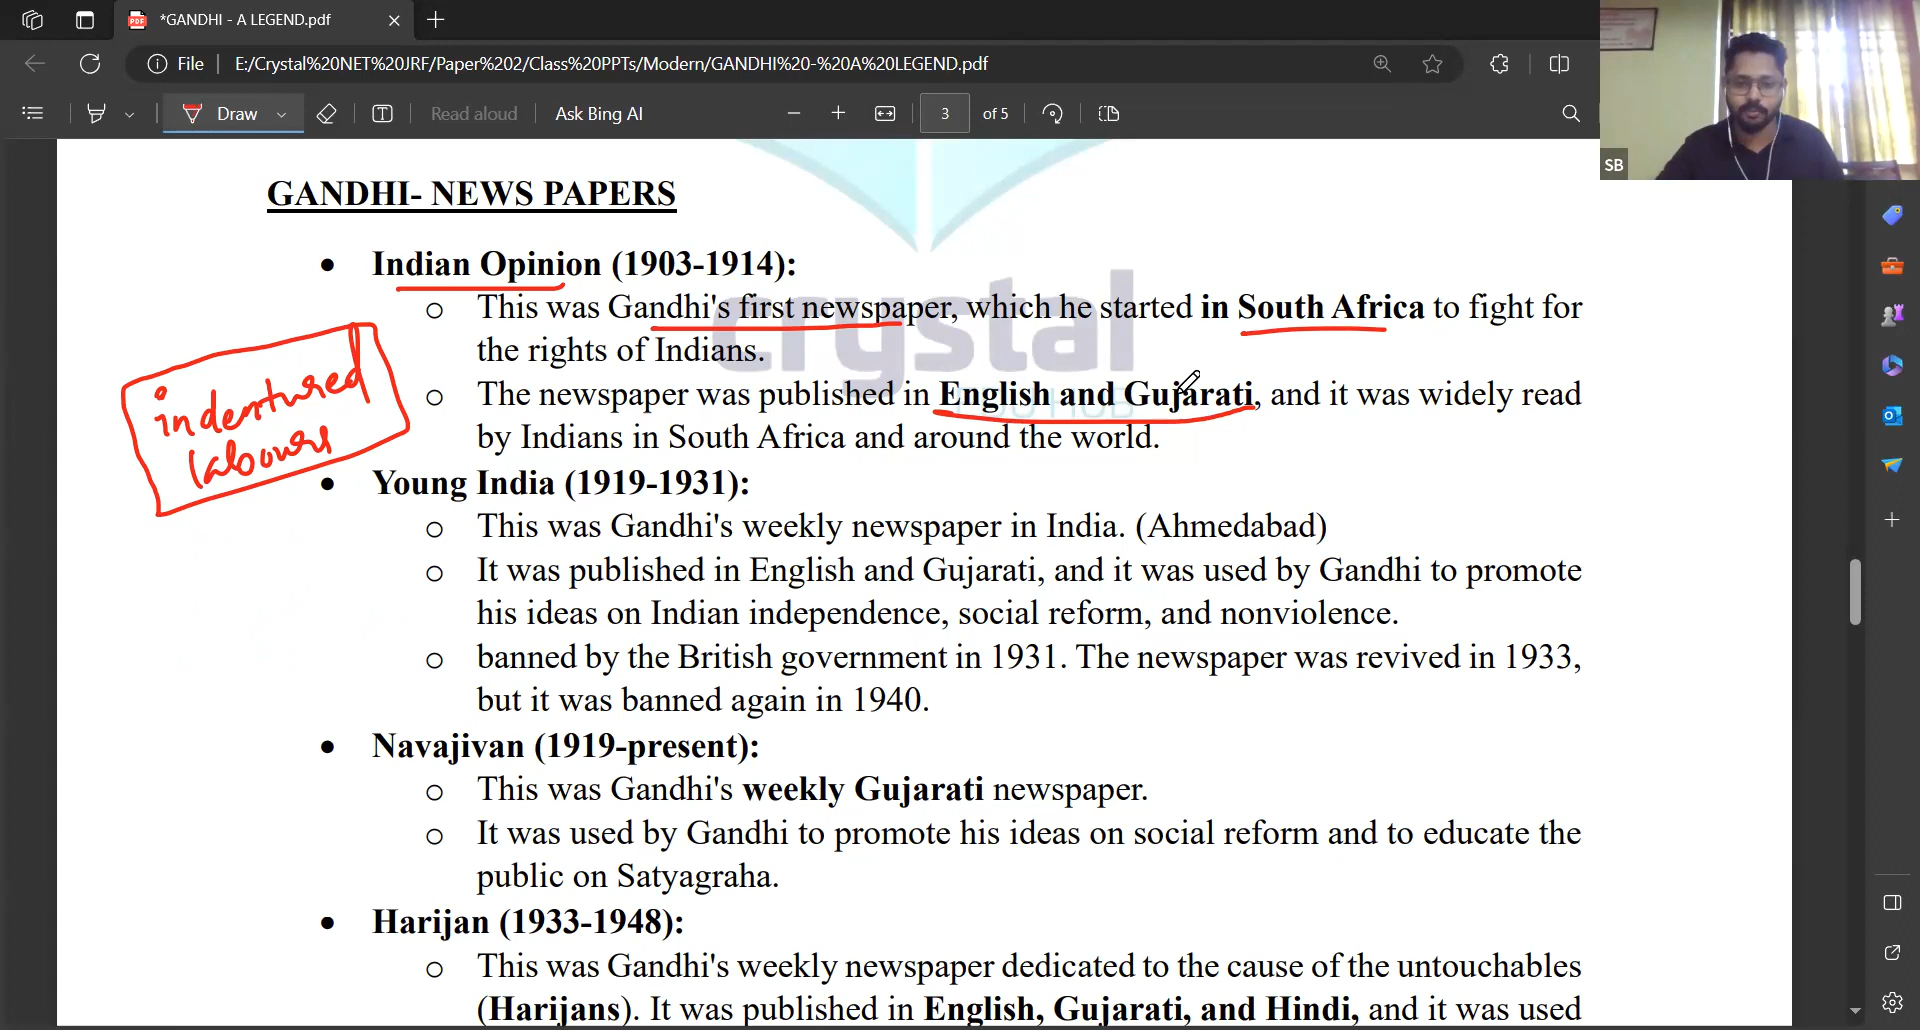 *GANDHI - A LEGEND.pdf
File E:/Crystal%20NET%20JRF/Paper%202/Class%20PPTs/Modern/GANDHI%20-%20A%20LEGEND.pdf
Draw Read aloud Ask Bing AI 3 of 5
SB
GANDHI- NEWS PAPERS
• Indian Opinion (1903-1914):
o This was Gandhi's first newspaper, which he started in South Africa to fight for
the rights of Indians.
o The newspaper was published in English and Gujarati, and it was widely read
by Indians in South Africa and around the world.
indentured
labours
• Young India (1919-1931):
o This was Gandhi's weekly newspaper in India. (Ahmedabad)
o It was published in English and Gujarati, and it was used by Gandhi to promote
his ideas on Indian independence, social reform, and nonviolence.
o banned by the British government in 1931. The newspaper was revived in 1933,
but it was banned again in 1940.
• Navajivan (1919-present):
o This was Gandhi's weekly Gujarati newspaper.
o It was used by Gandhi to promote his ideas on social reform and to educate the
public on Satyagraha.
• Harijan (1933-1948):
o This was Gandhi's weekly newspaper dedicated to the cause of the untouchables
(Harijans). It was published in English, Gujarati, and Hindi, and it was used
crystal
HUB